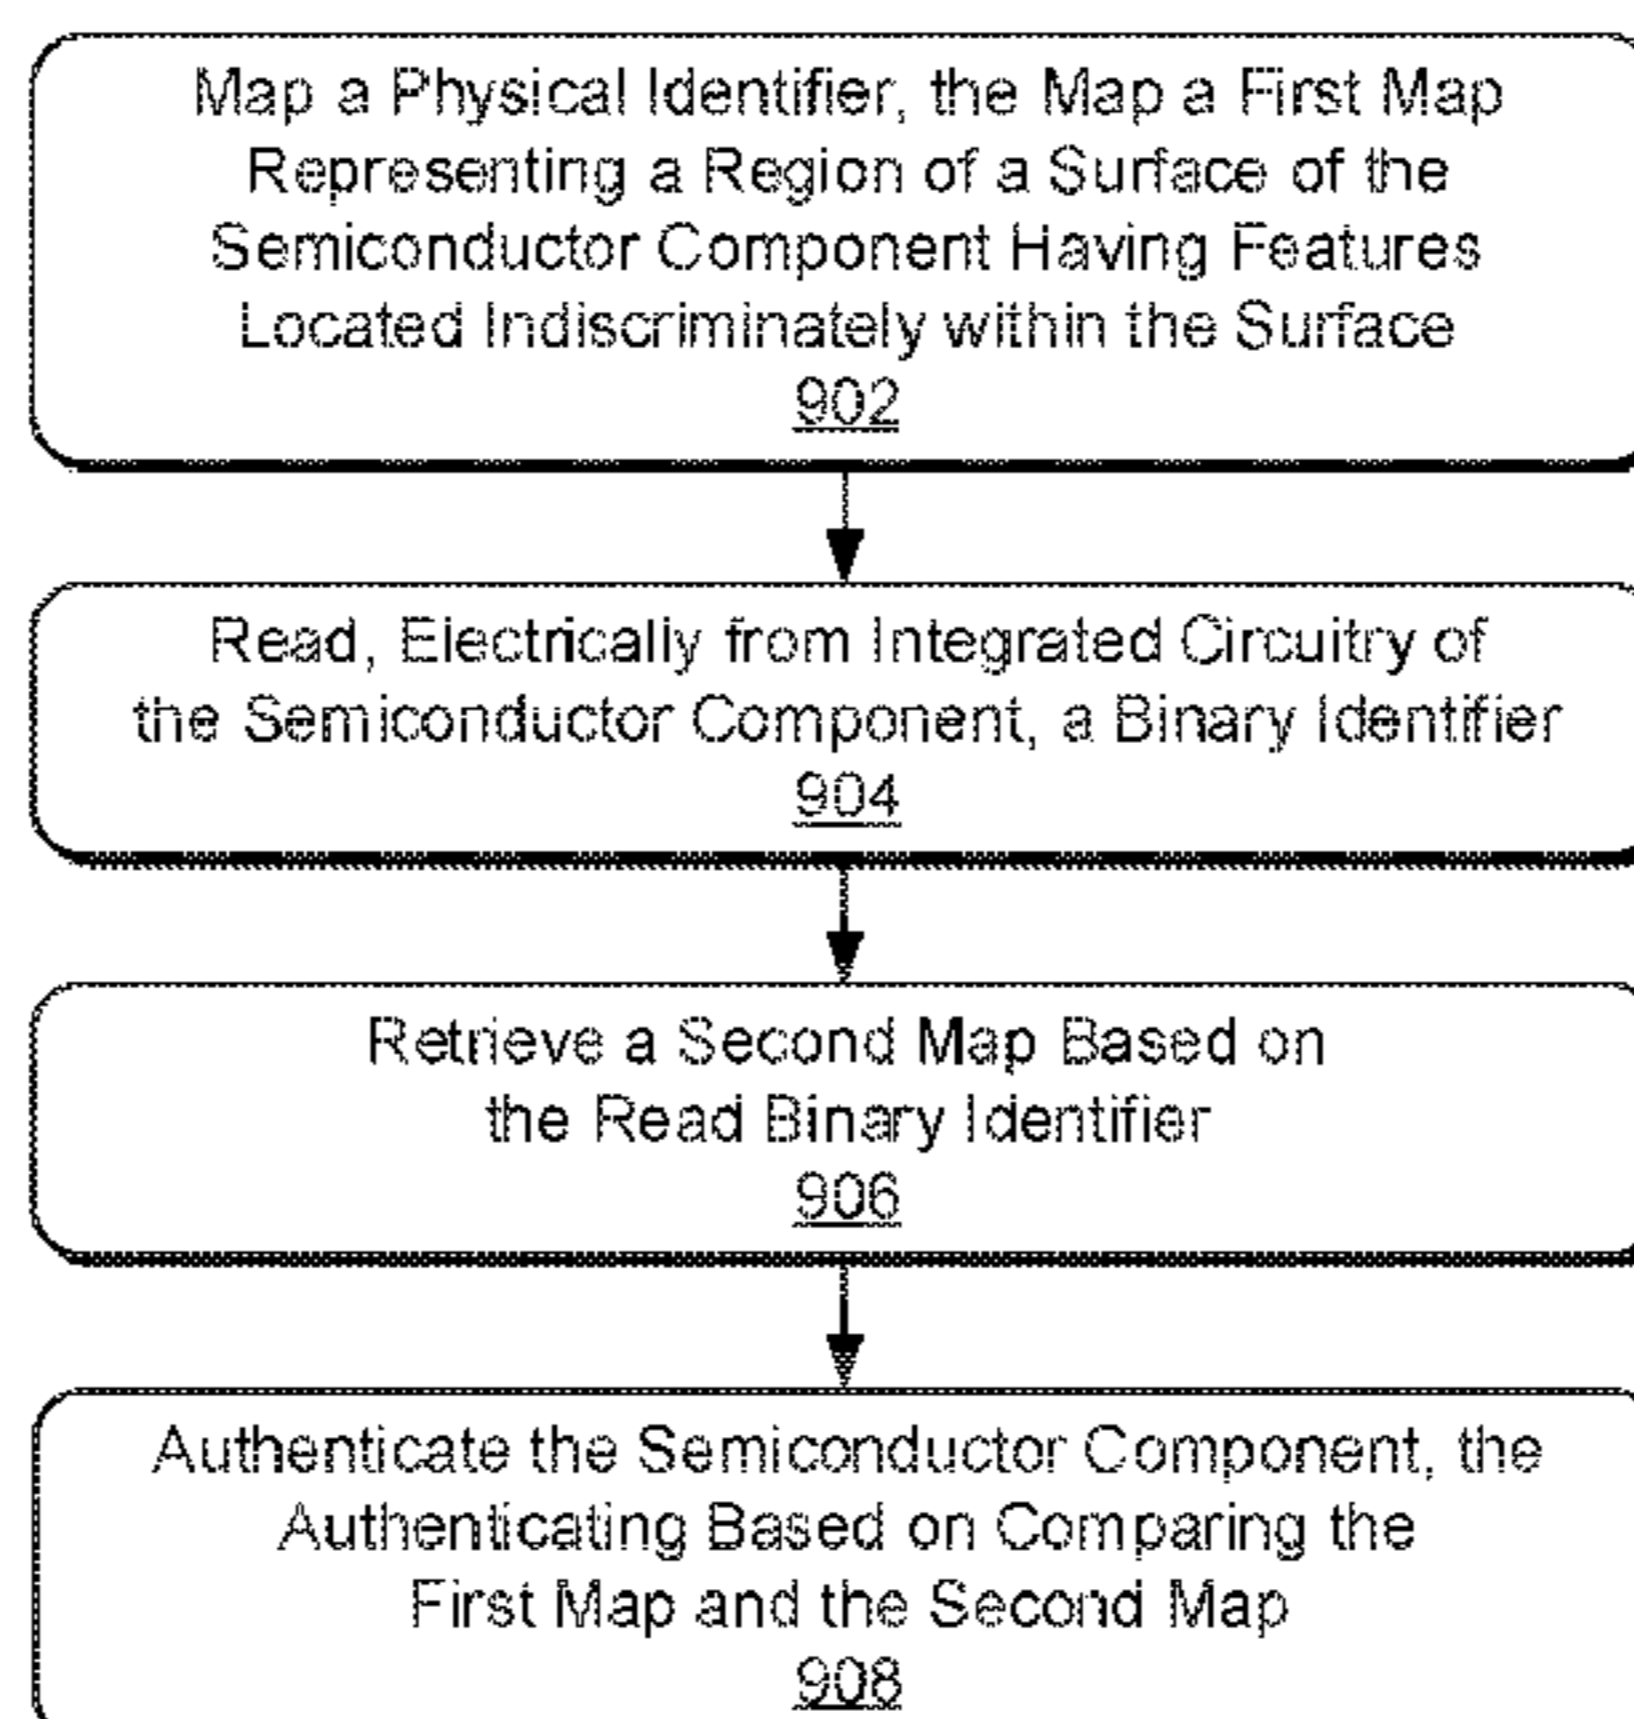 Map a Physical Identifier, the Map a First Map
Representing a Region of a Surface of the
Semiconductor Component Having Features
Located Indiscriminately within the Surface
902
Read, Electrically from Integrated Circuitry of
the Semiconductor Component, a Binary Identifier
904
Retrieve a Second Map Based on
the Read Binary Identifier
906
Authenticate the Semiconductor Component, the
Authenticating Based on Comparing the
First Map and the Second Map
908